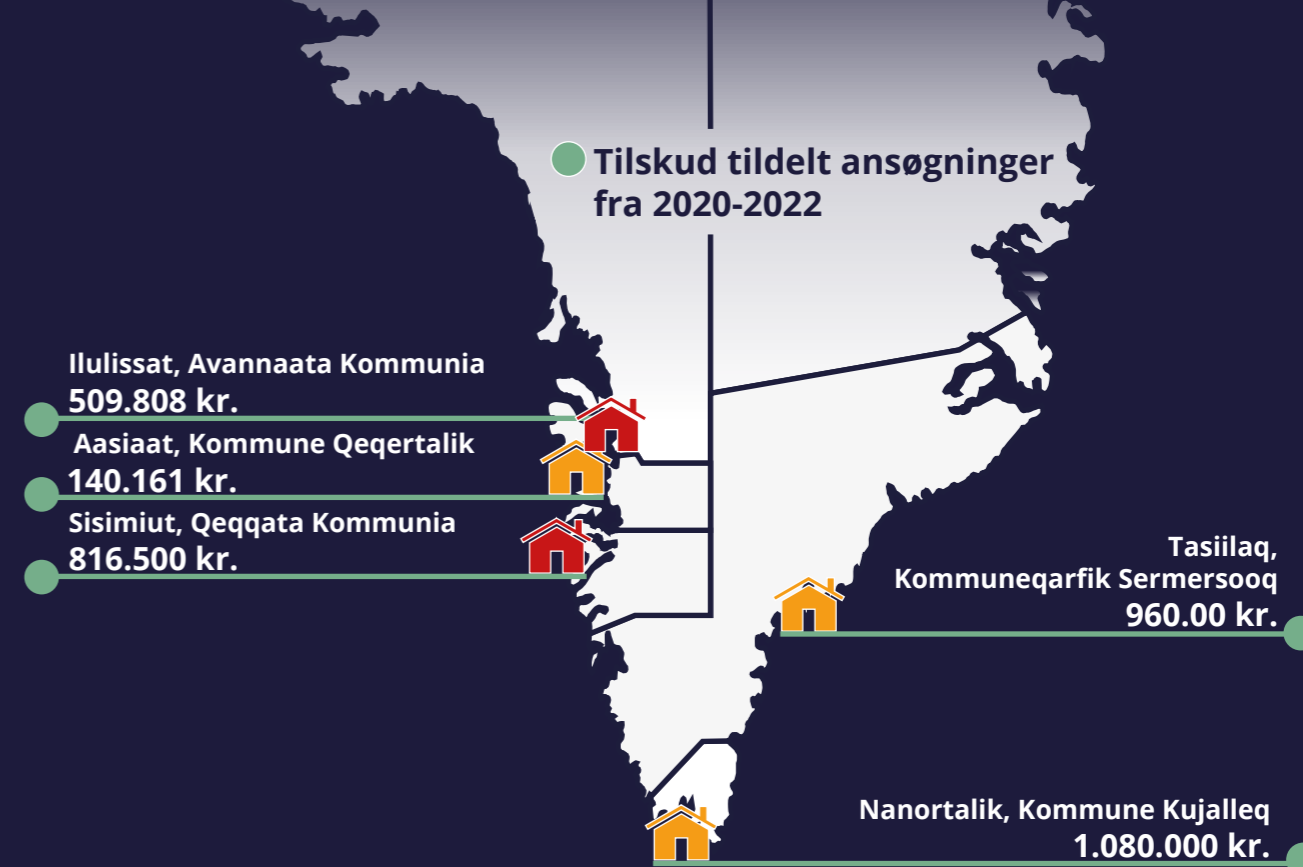 Tilskud tildelt ansøgninger
fra 2020-2022
Ilulissat, Avannaata Kommunia
509.808 kr.
Aasiaat, Kommune Qeqertalik
140.161 kr.
Sisimiut, Qeqqata Kommunia
816.500 kr.
Tasiilaq,
Kommuneqarfik Sermersooq
960.00 kr.
Nanortalik, Kommune Kujalleq
1.080.000 kr.